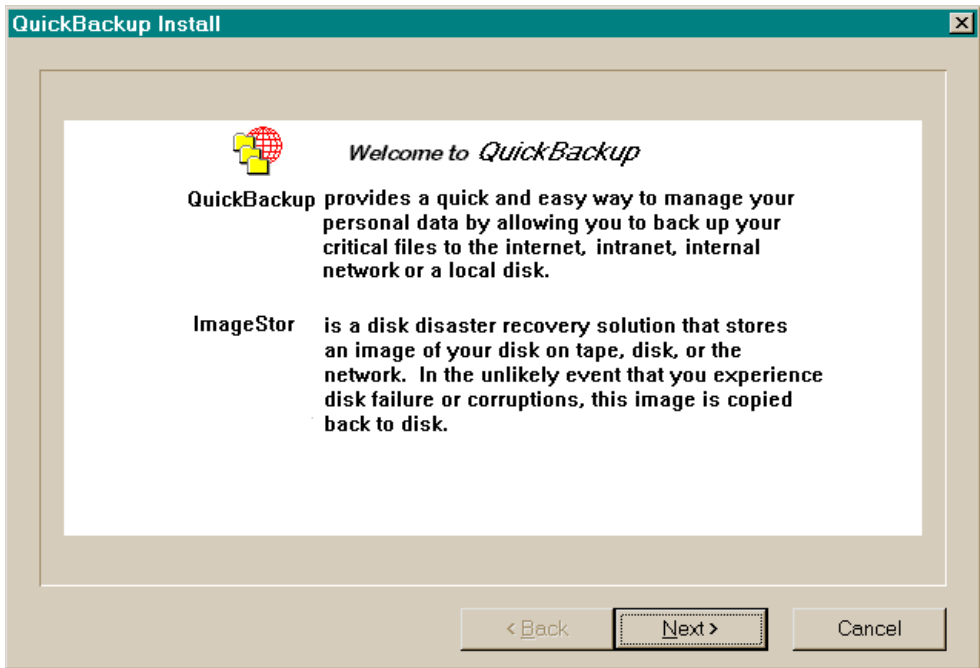 QuickBackup Install
Welcome to QuickBackup
QuickBackup provides a quick and easy way to manage your
personal data by allowing you to back up your
critical files to the internet, intranet, internal
network or a local disk.
ImageStor is a disk disaster recovery solution that stores
an image of your disk on tape, disk, or the
network. In the unlikely event that you experience
disk failure or corruptions, this image is copied
back to disk.
< Back Next > Cancel